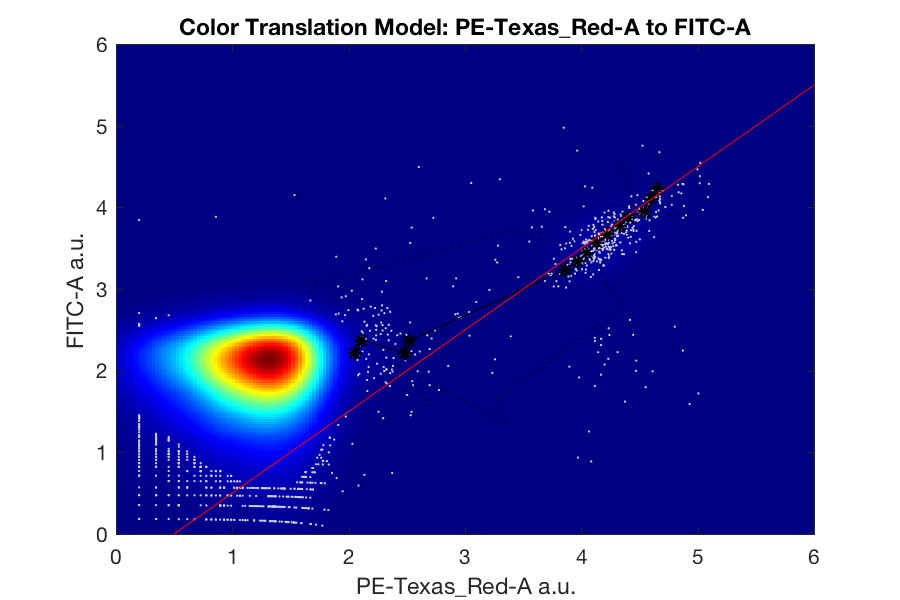 Color Translation Model: PE-Texas_Red-A to FITC-A
6
5
4
3
2
1
0
FITC-A a.u.
0 1 2 3 4 5 6
PE-Texas_Red-A a.u.